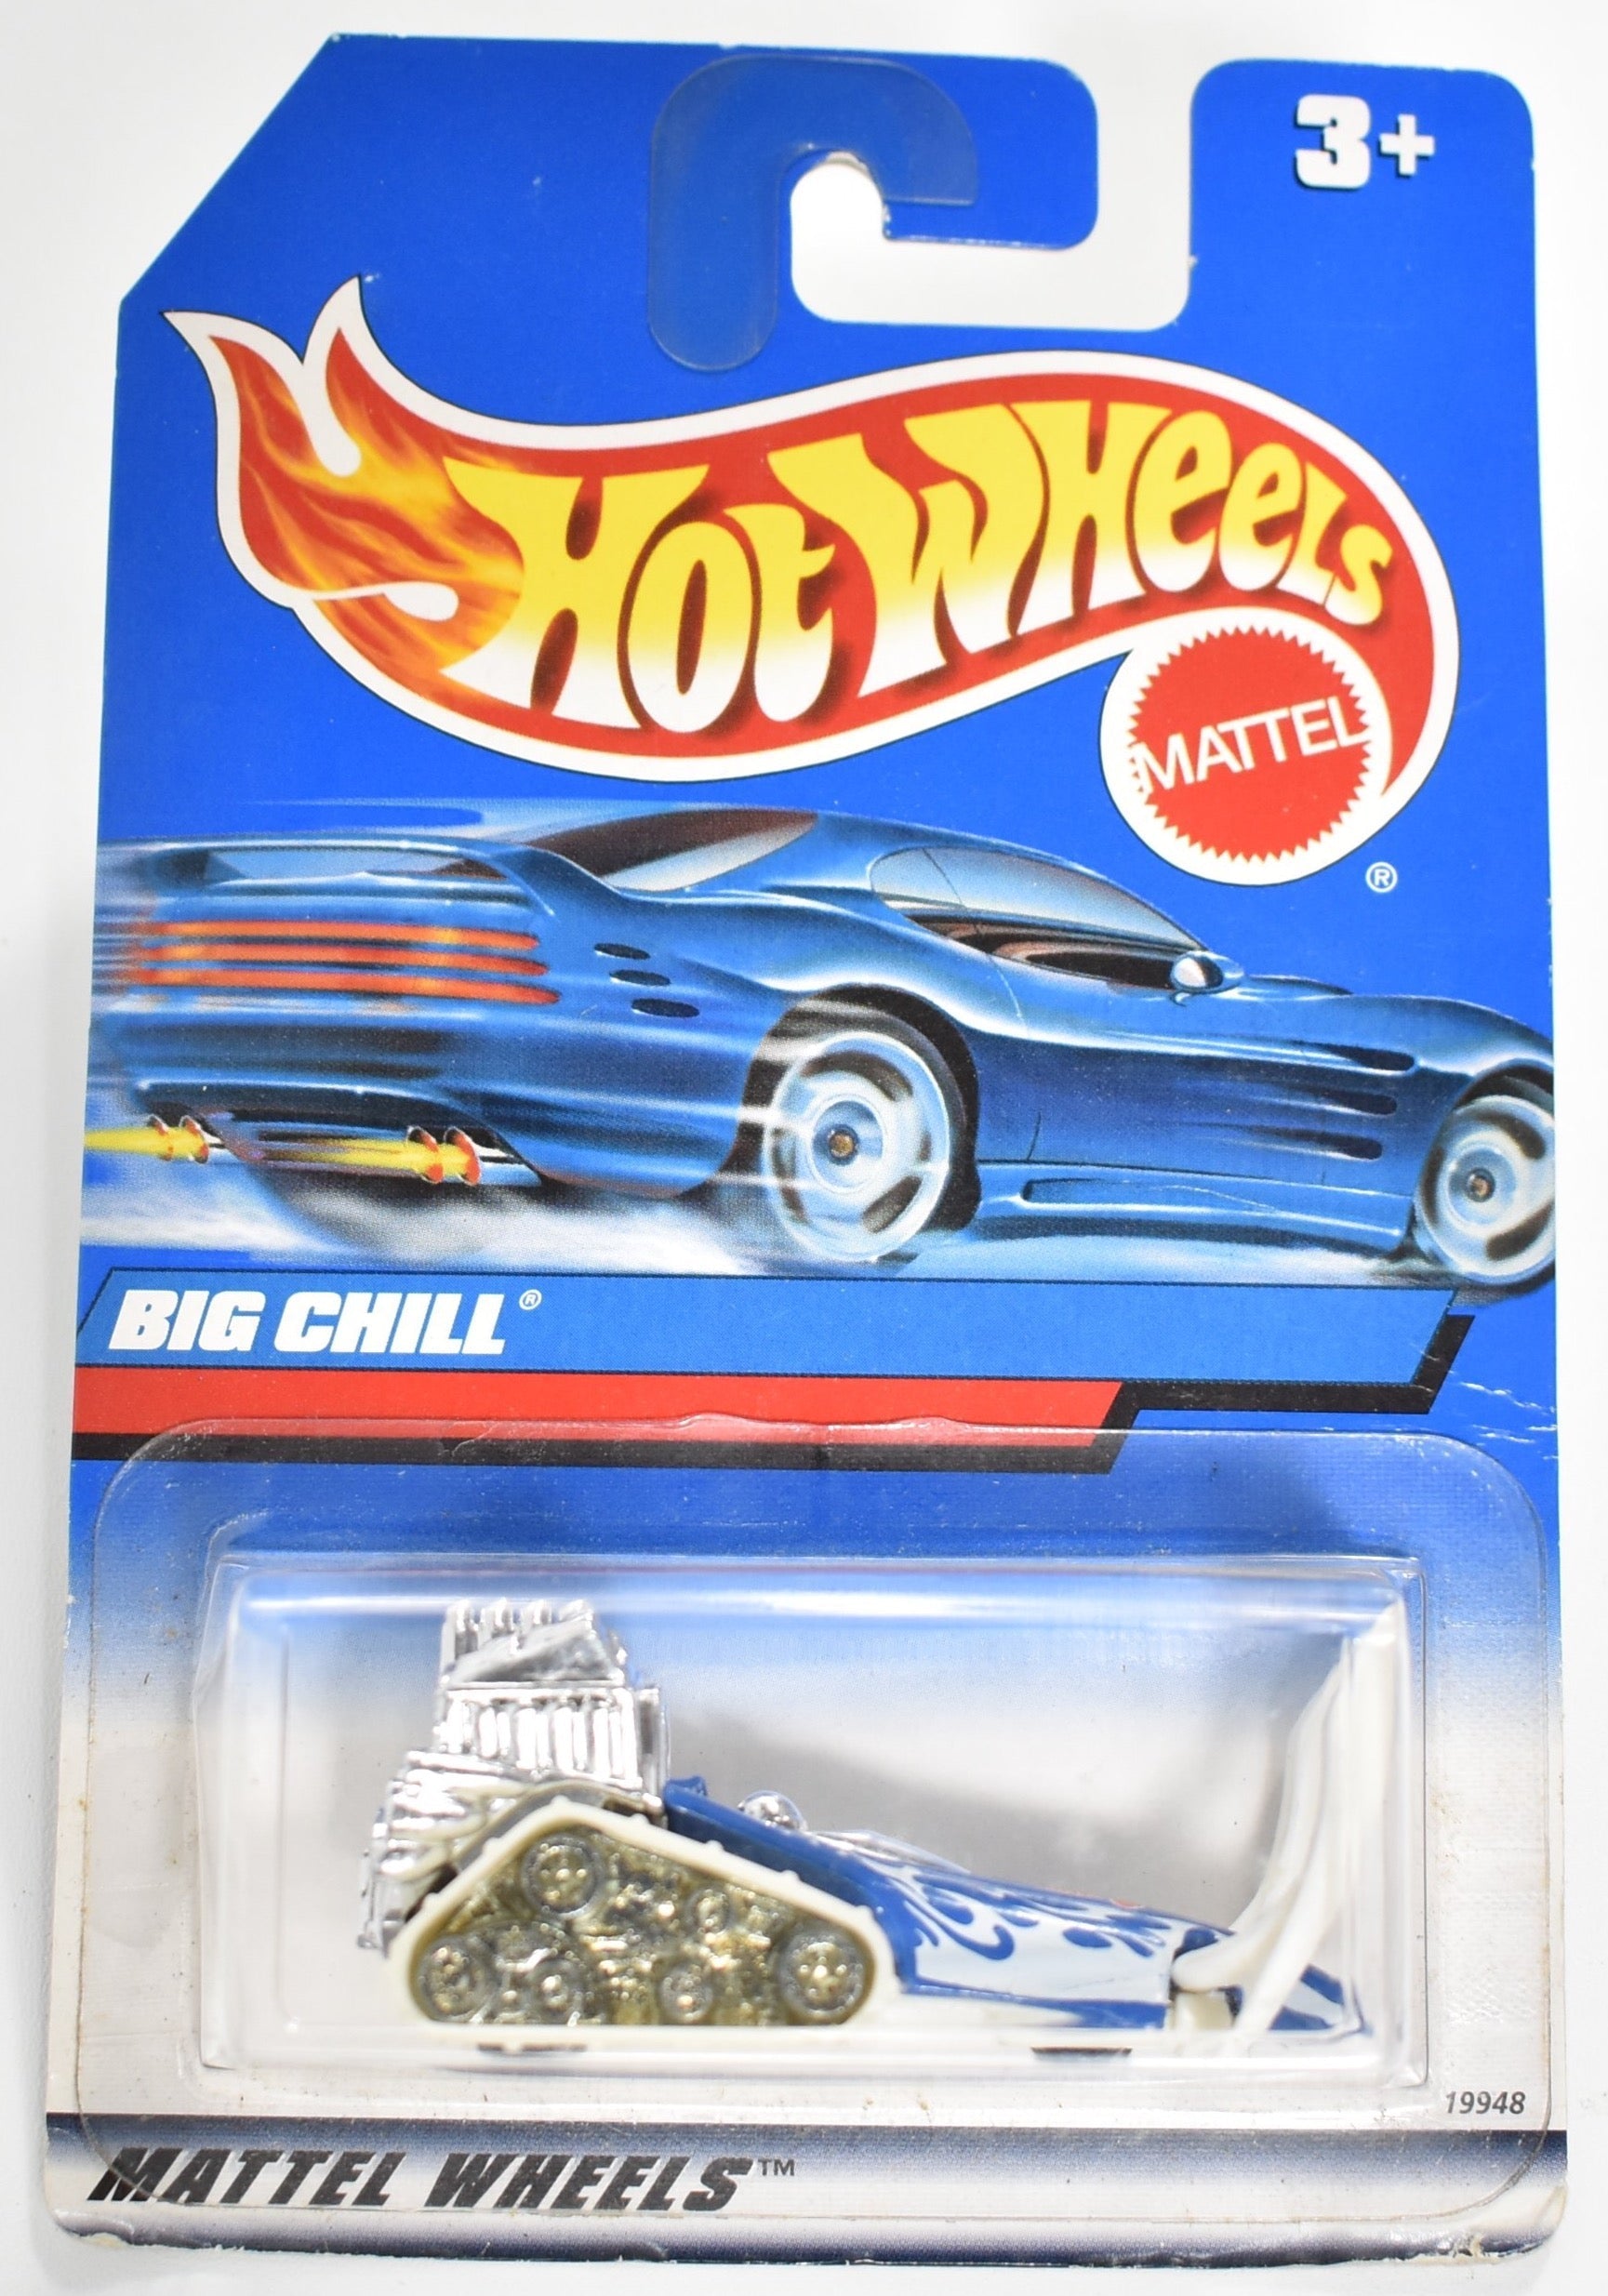 3+
Hot Wheels
MATTEL
®
BIG CHILL®
19948
MATTEL WHEELS™